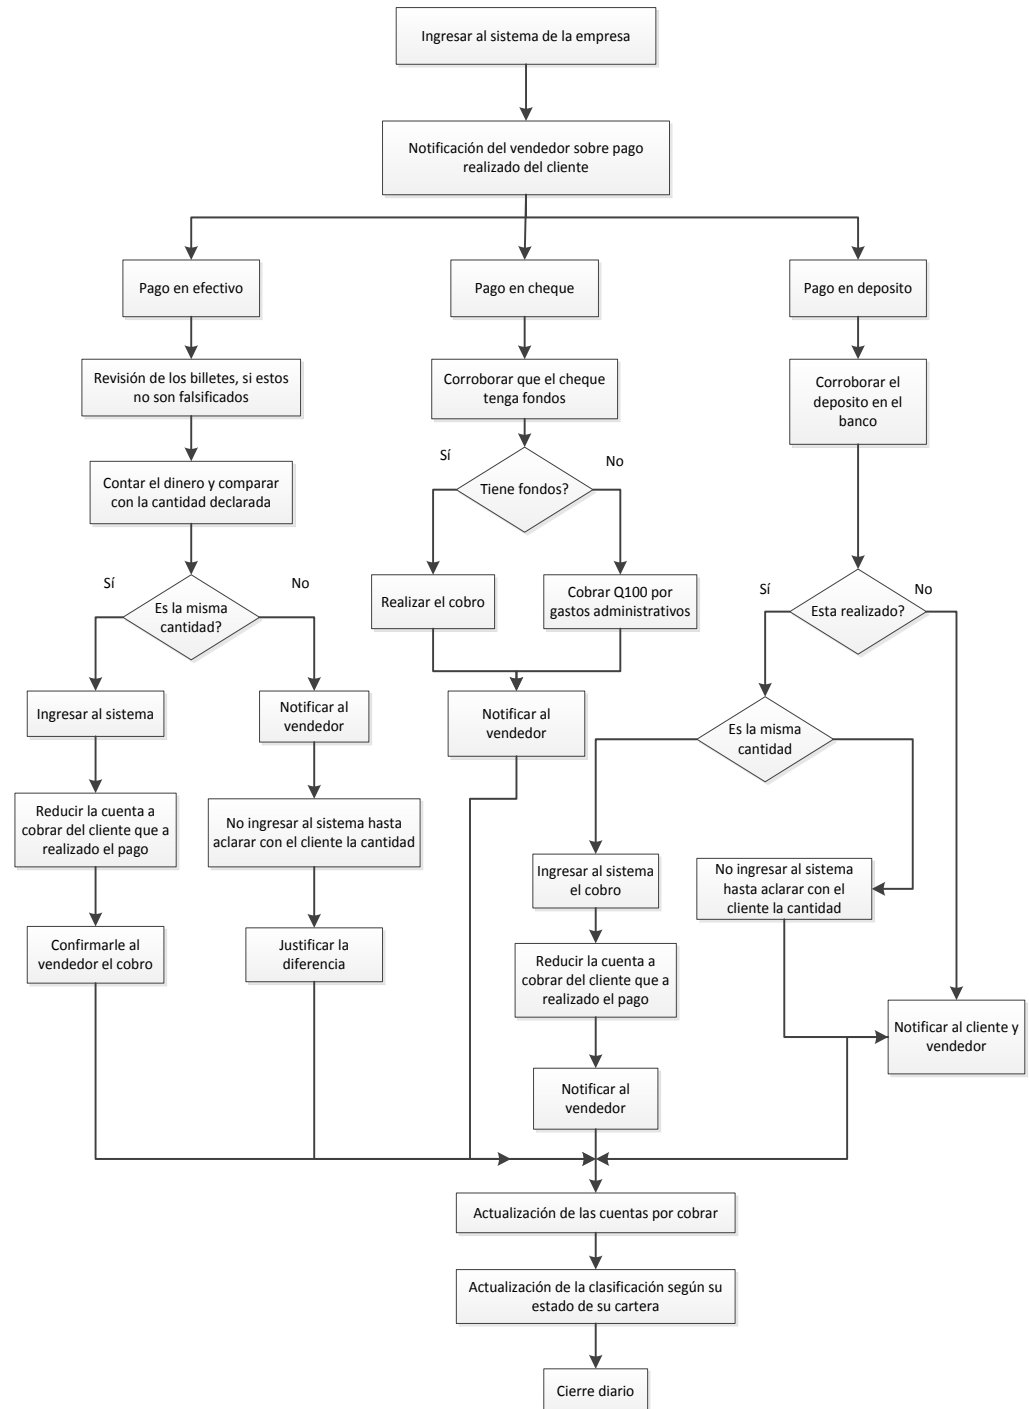 Ingresar al sistema de la empresa
Notificación del vendedor sobre pago
realizado del cliente
Pago en efectivo
Pago en cheque
Pago en deposito
Revisión de los billetes, si estos
no son falsificados
Corroborar que el cheque
tenga fondos
Corroborar el
deposito en el
banco
Contar el dinero y comparar
con la cantidad declarada
Sí
No
Tiene fondos?
Sí
No
Es la misma
cantidad?
Realizar el cobro
Cobrar Q100 por
gastos administrativos
Sí
No
Esta realizado?
Ingresar al sistema
Notificar al
vendedor
Notificar al
vendedor
Es la misma
cantidad
Reducir la cuenta a
cobrar del cliente que a
realizado el pago
No ingresar al sistema hasta
aclarar con el cliente la cantidad
Ingresar al sistema
el cobro
No ingresar al sistema
hasta aclarar con el
cliente la cantidad
Confirmarle al
vendedor el cobro
Justificar la
diferencia
Reducir la cuenta a
cobrar del cliente que a
realizado el pago
Notificar al cliente y
vendedor
Notificar al
vendedor
Actualización de las cuentas por cobrar
Actualización de la clasificación según su
estado de su cartera
Cierre diario